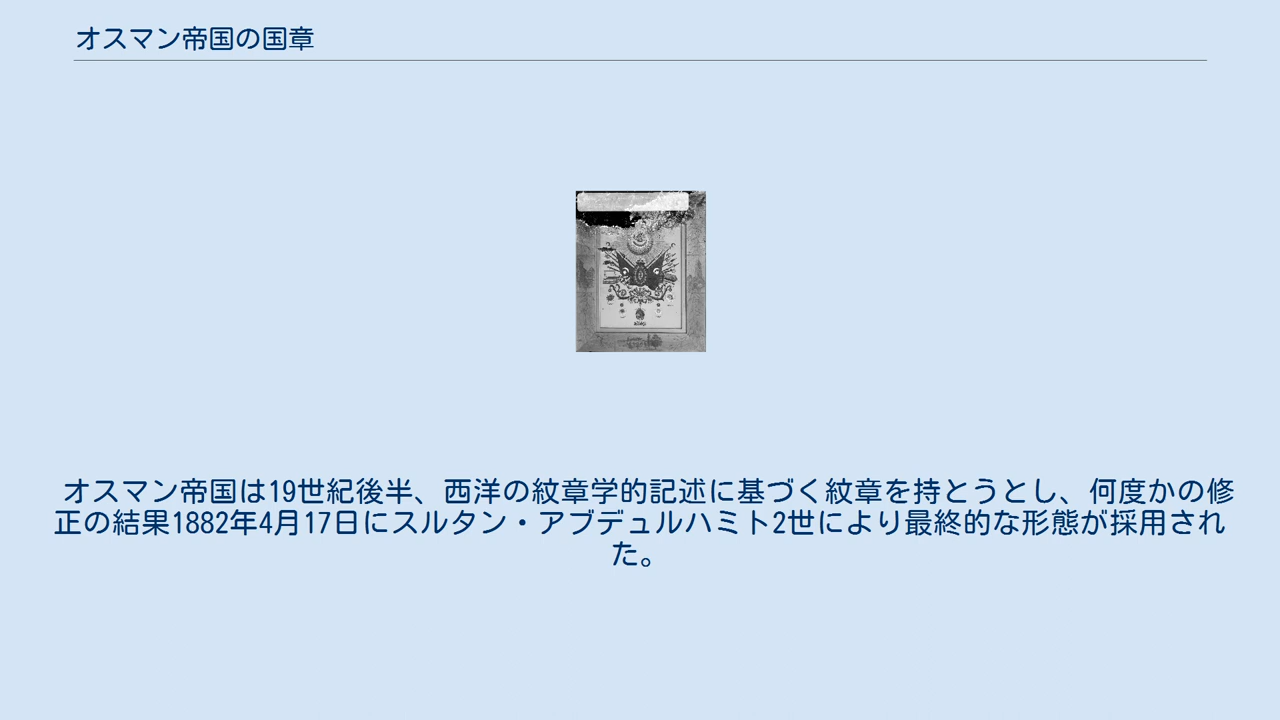 オスマン帝国の国章
オスマン帝国は19世紀後半、西洋の紋章学的記述に基づく紋章を持とうとし、何度かの修
正の結果1882年4月17日にスルタン・アブデュルハミト2世により最終的な形態が採用され
た。